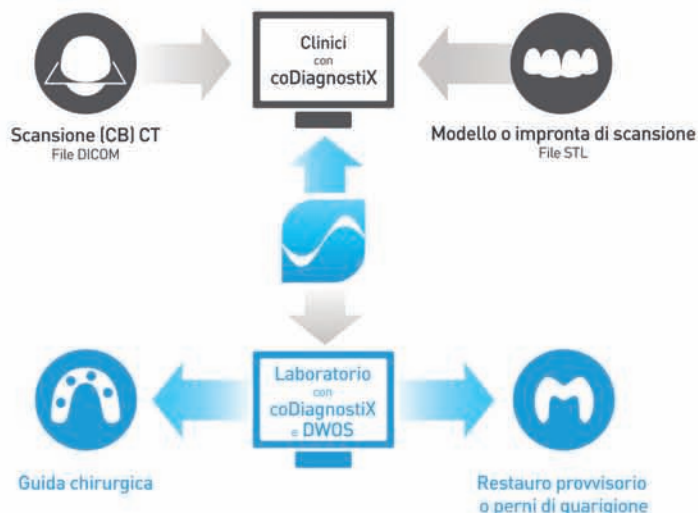 Clinici
con
coDiagnostiX
Scansione (CB) CT
File DICOM
Modello o impronta di scansione
File STL
Laboratorio
con
coDiagnostiX
e DWOS
Guida chirurgica
Restauro provvisorio
o perni di guarigione